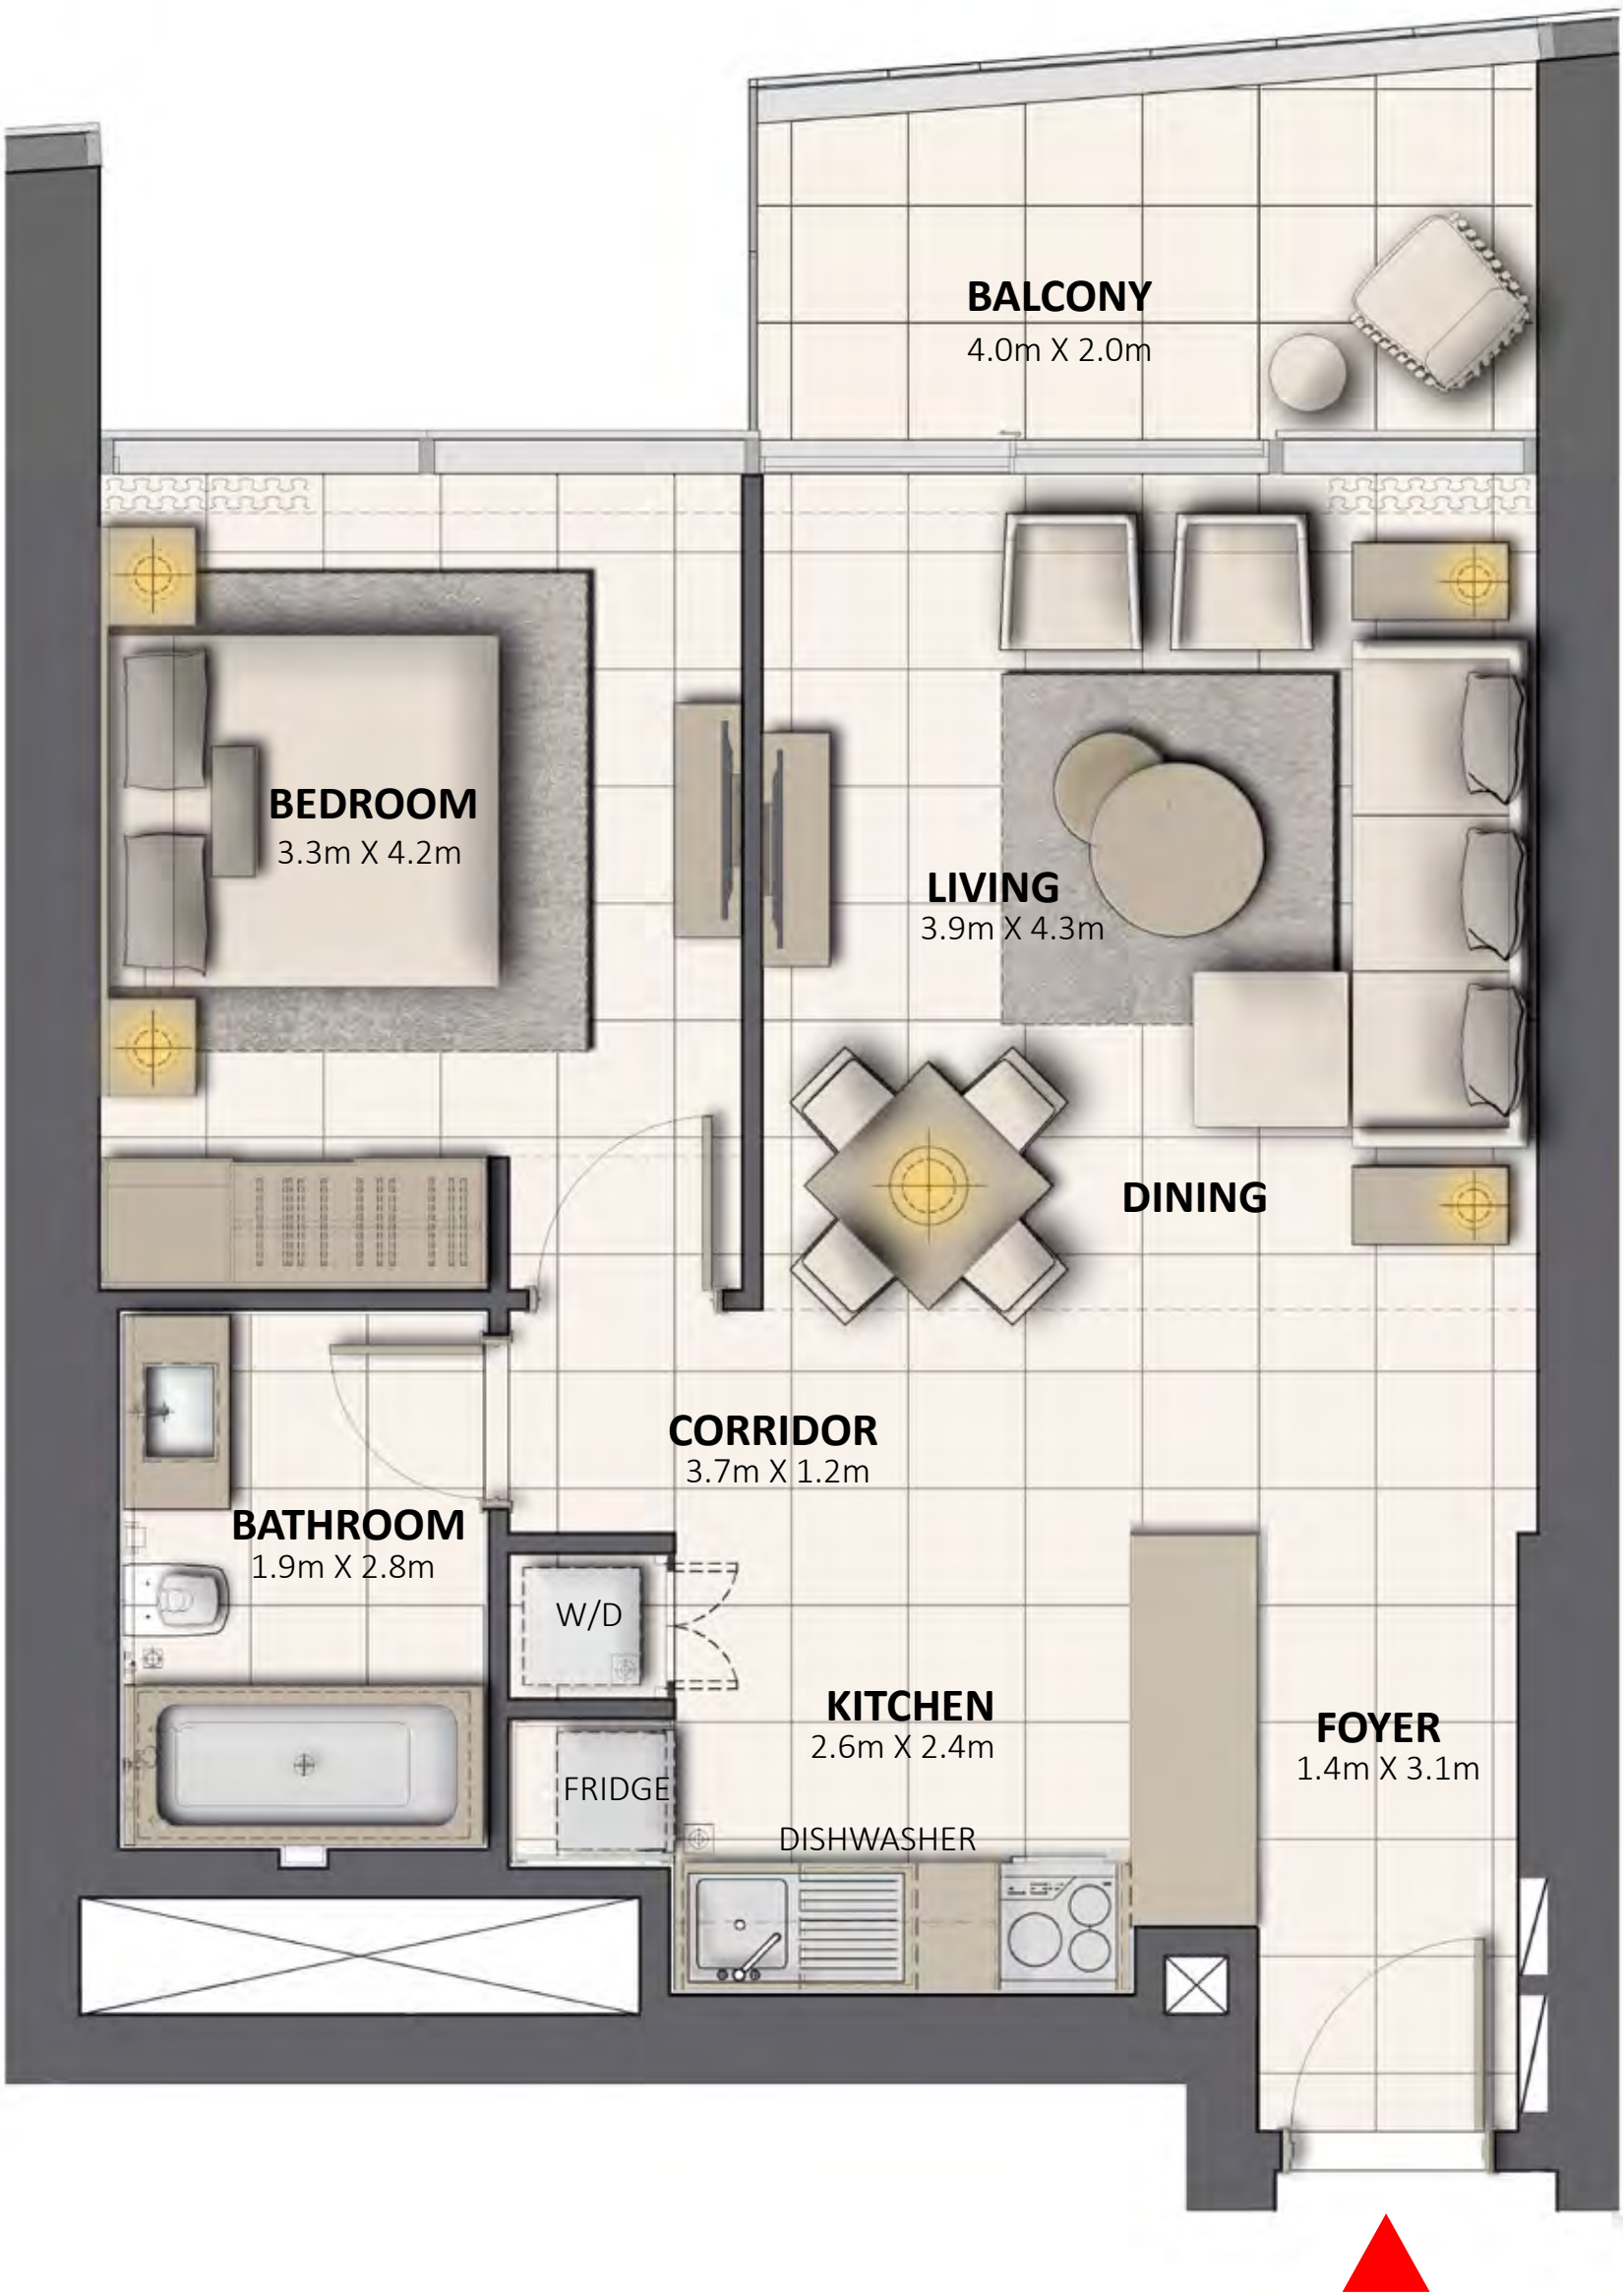 BALCONY
4.0m X 2.0m
BEDROOM
3.3m X 4.2m
LIVING
3.9m X 4.3m
DINING
CORRIDOR
3.7m X 1.2m
BATHROOM
1.9m X 2.8m
W/D
KITCHEN
2.6m X 2.4m
FOYER
1.4m X 3.1m
FRIDGE
DISHWASHER